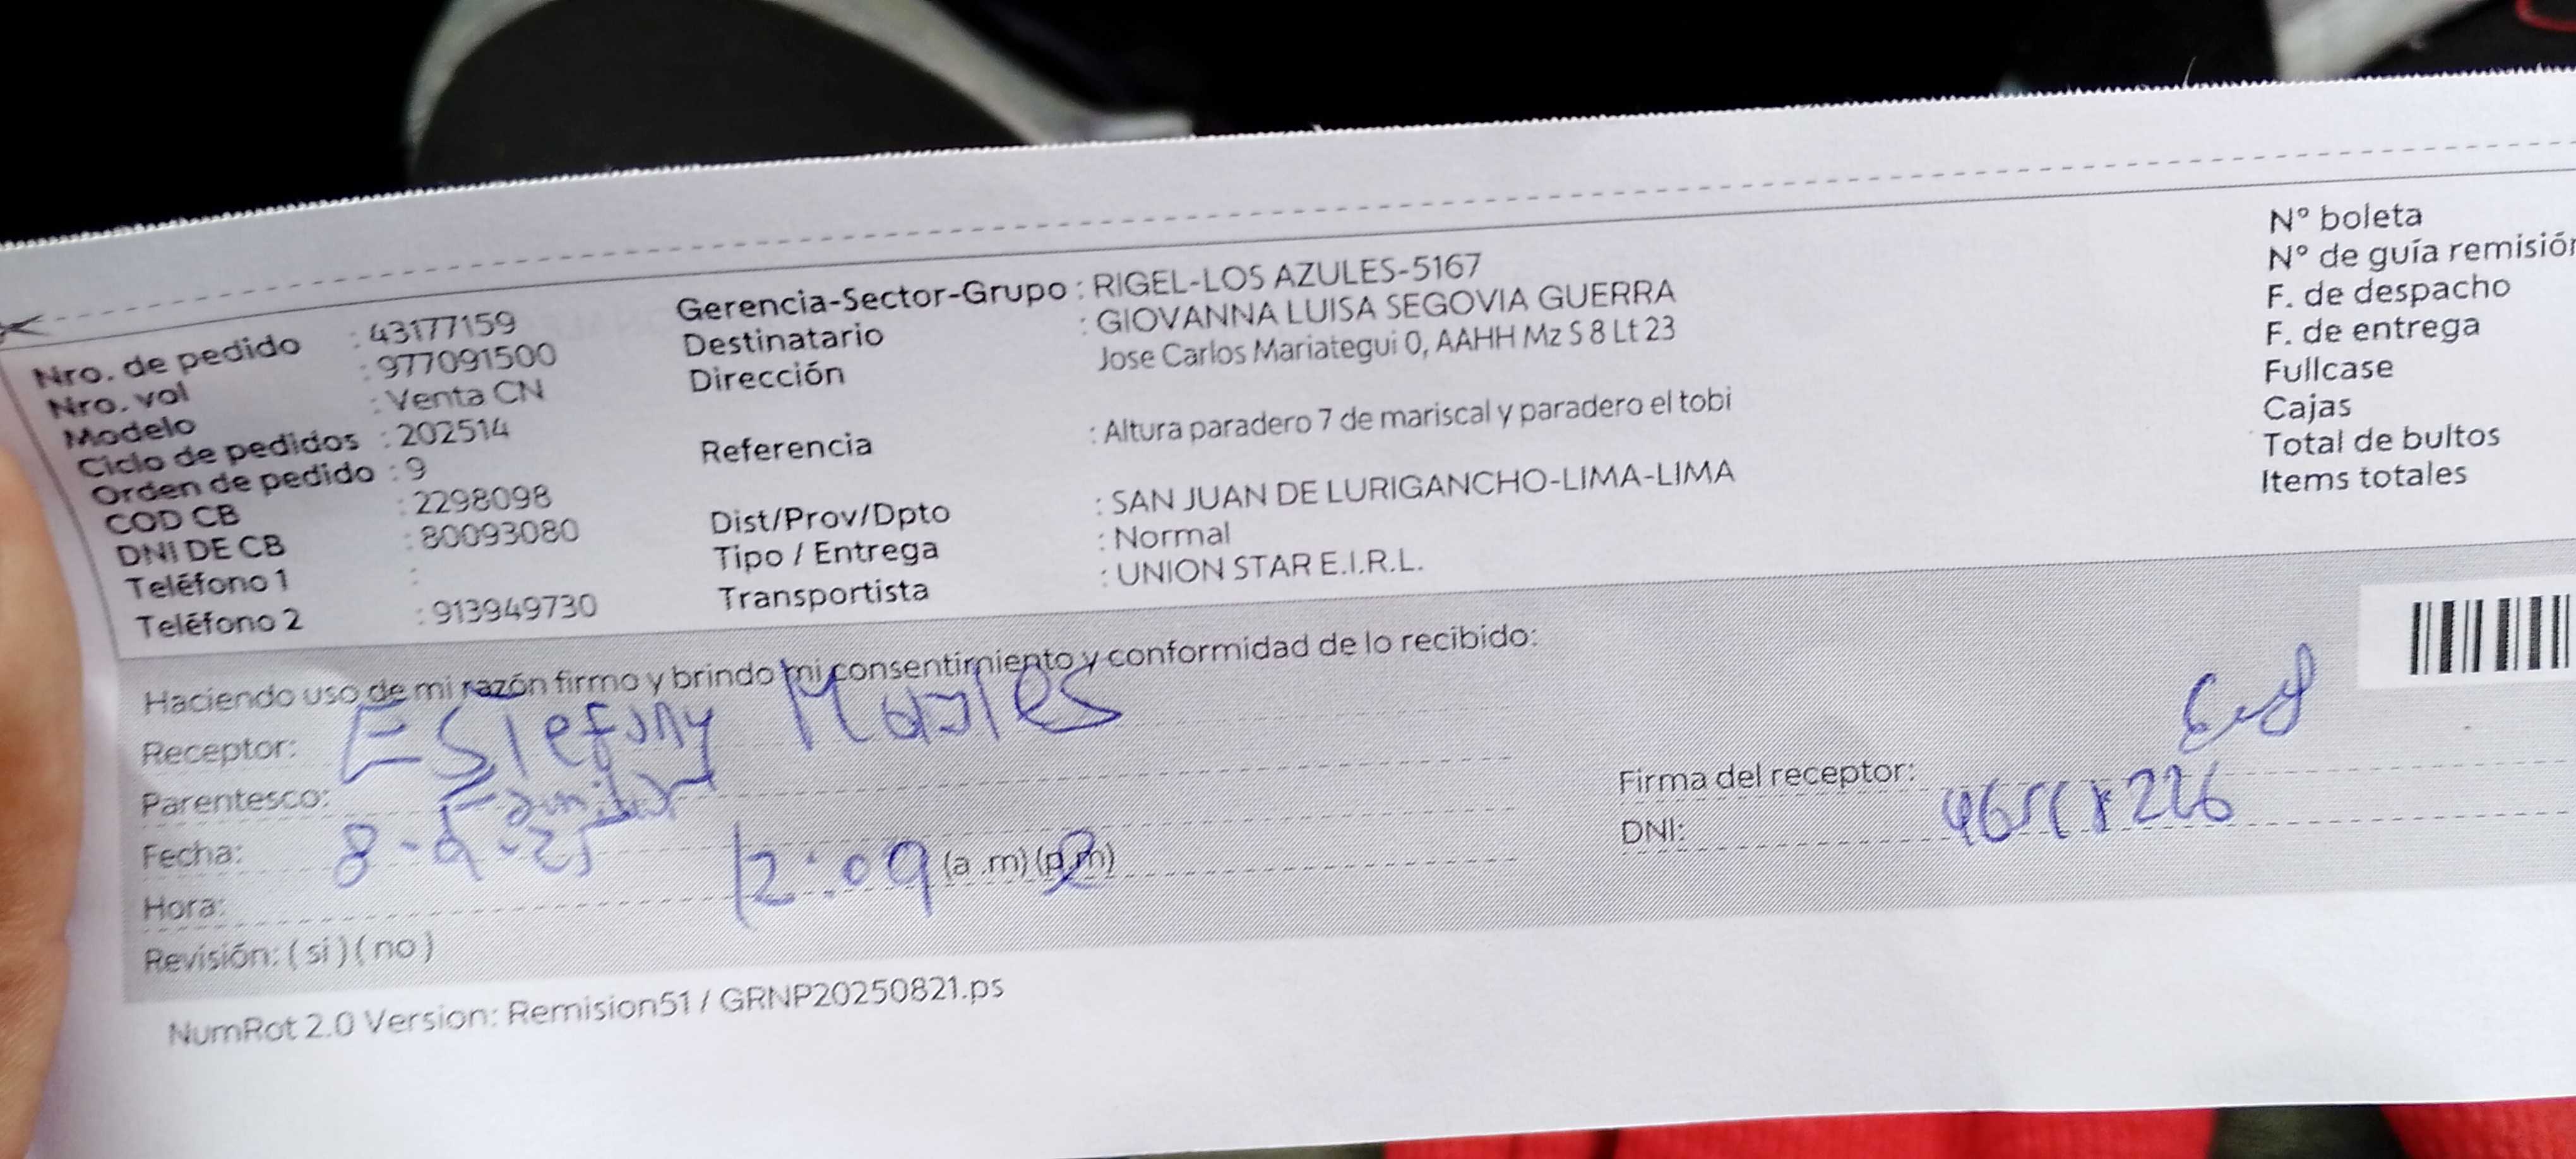 Nro. de pedido : 43177159
Nro. vol : 977091500
Modelo : Venta CN
Ciclo de pedidos : 202514
Orden de pedido : 9
COD CB : 2298098
DNI DE CB : 80093080
Teléfono 1 :
Teléfono 2 : 913949730
Gerencia-Sector-Grupo : RIGEL-LOS AZULES-5167
Destinatario : GIOVANNA LUISA SEGOVIA GUERRA
Dirección Jose Carlos Mariategui 0, AAHH Mz S 8 Lt 23
Referencia : Altura paradero 7 de mariscal y paradero el tobi
Dist/Prov/Dpto : SAN JUAN DE LURIGANCHO-LIMA-LIMA
Tipo / Entrega : Normal
Transportista : UNION STAR E.I.R.L.
N° boleta
N° de guía remisión
F. de despacho
F. de entrega
Fullcase
Cajas
Total de bultos
Items totales
Haciendo uso de mi razón firmo y brindo mi consentimiento y conformidad de lo recibido:
Receptor: Estefany
Parentesco:
Fecha: 8-9-25
Hora: 12:09 (a.m) (p.m)
Revisión: ( si ) ( no )
Firma del receptor:
DNI:
NumRot 2.0 Version: Remision51 / GRNP20250821.ps